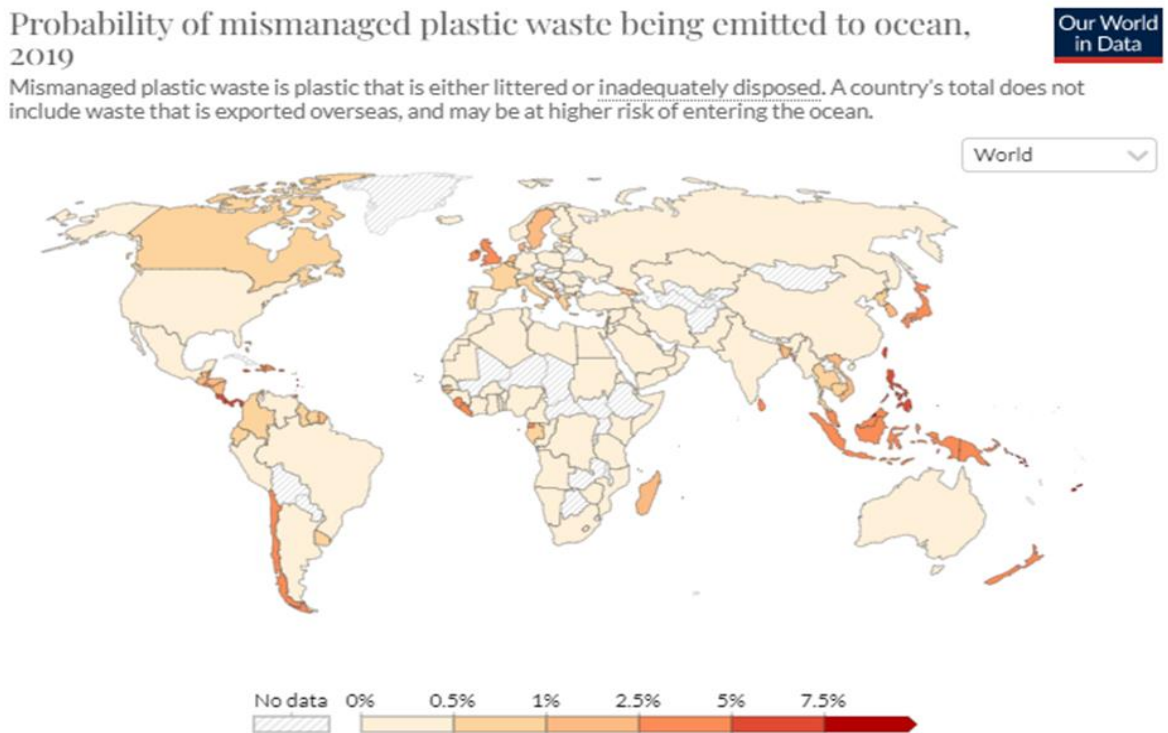 Probability of mismanaged plastic waste being emitted to ocean,
2019
Our World
in Data
Mismanaged plastic waste is plastic that is either littered or inadequately disposed. A country's total does not
include waste that is exported overseas, and may be at higher risk of entering the ocean.
World
No data 0% 0.5% 1% 2.5% 5% 7.5%